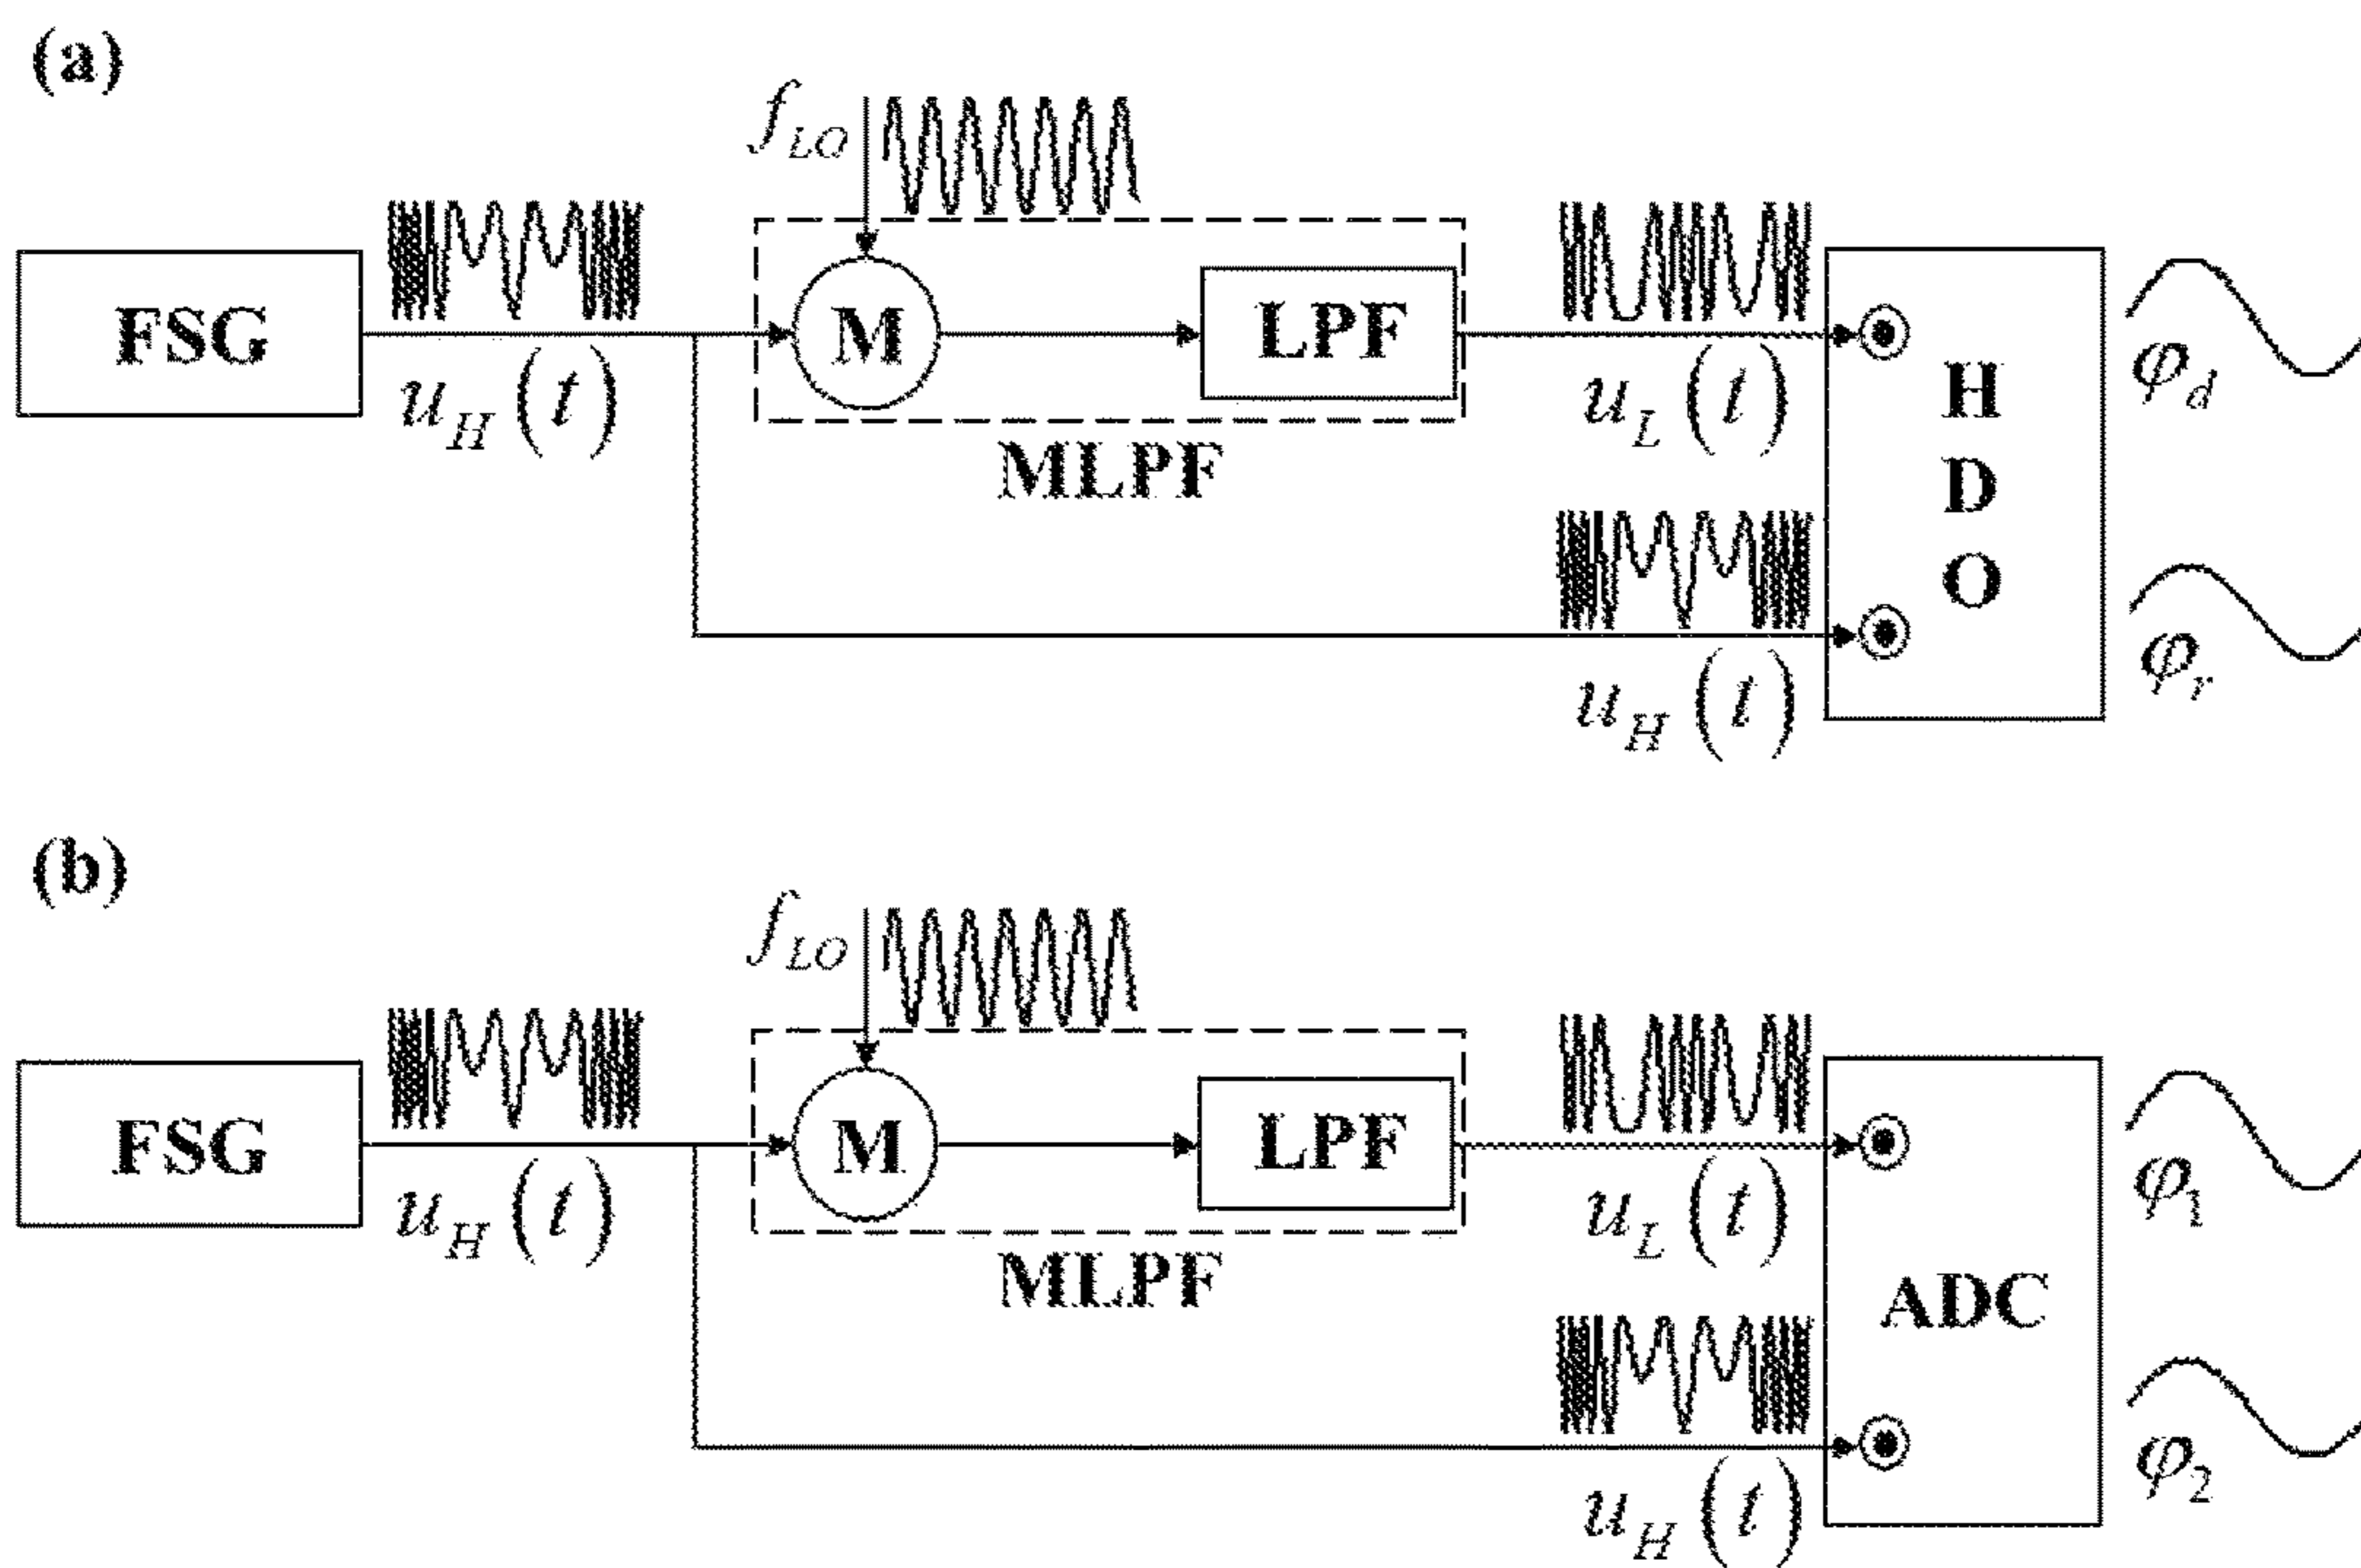 (a)
f_LO
FSG
M
LPF
u_H(t)
MLPF
u_L(t)
u_H(t)
HDO
φ_d
φ_r
(b)
f_LO
FSG
M
LPF
u_H(t)
MLPF
u_L(t)
u_H(t)
ADC
φ_1
φ_2